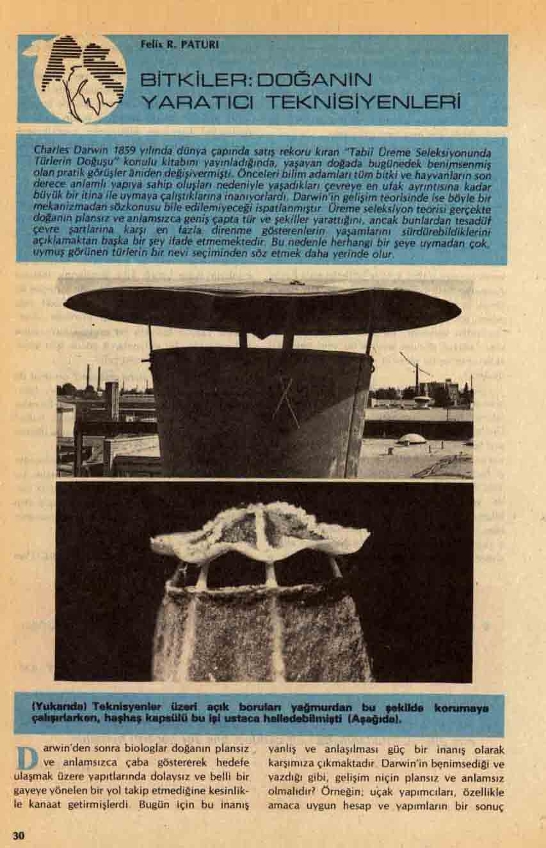 Felix R. PATURI
BİTKİLER: DOĞANIN
YARATICI TEKNİSİYENLERİ
Charles Darwin 1859 yılında dünya çapında satış rekoru kıran "Tabiî Üreme Seleksiyonunda
Türlerin Doğuşu" konulu kitabını yayınladığında, yaşayan doğada bugünedek benimsenmiş
olan pratik görüşler âniden değişivermişti. Önceleri bilim adamları tüm bitki ve hayvanların son
derece anlamlı yapıya sahip oluşları nedeniyle yaşadıkları çevreye en ufak ayrıntısına kadar
büyük bir itina ile uymaya çalıştıklarına inanıyorlardı. Darwin'in gelişim teorisinde ise böyle bir
mekanizmadan sözkonusu bile edilemiyeceği ispatlanmıştır. Üreme seleksiyon teorisi gerçekte
doğanın plansız ve anlamsızca geniş çapta tür ve şekiller yarattığını, ancak bunlardan tesadüf
çevre şartlarına karşı en fazla direnme gösterenlerin yaşamlarını sürdürebildiklerini
açıklamaktan başka bir şey ifade etmemektedir. Bu nedenle herhangi bir şeye uymadan çok,
uymuş görünen türlerin bir nevi seçiminden söz etmek daha yerinde olur.
(Yukarıda) Teknisyenler üzeri açık boruları yağmurdan bu şekilde korumaya
çalışırlarken, haşhaş kapsülü bu işi ustaca halledebilmişti (Aşağıda).
Darwin'den sonra biologlar doğanın plansız
ve anlamsızca çaba göstererek hedefe
ulaşmak üzere yapıtlarında dolaysız ve belli bir
gayeye yönelen bir yol takip etmediğine kesinlik-
le kanaat getirmişlerdi. Bugün için bu inanış
yanlış ve anlaşılması güç bir inanış olarak
karşımıza çıkmaktadır. Darwin'in benimsediği ve
yazdığı gibi, gelişim niçin plansız ve anlamsız
olmalıdır? Örneğin; uçak yapımcıları, özellikle
amaca uygun hesap ve yapımların bir sonuç
30